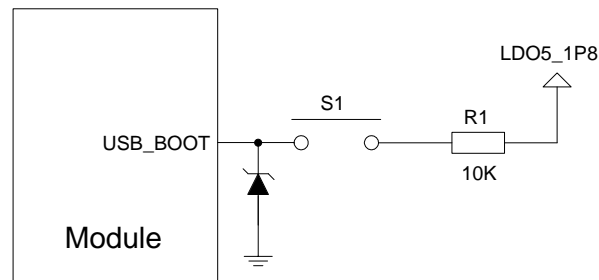 LDO5_1P8
S1
R1
USB_BOOT
10K
Module